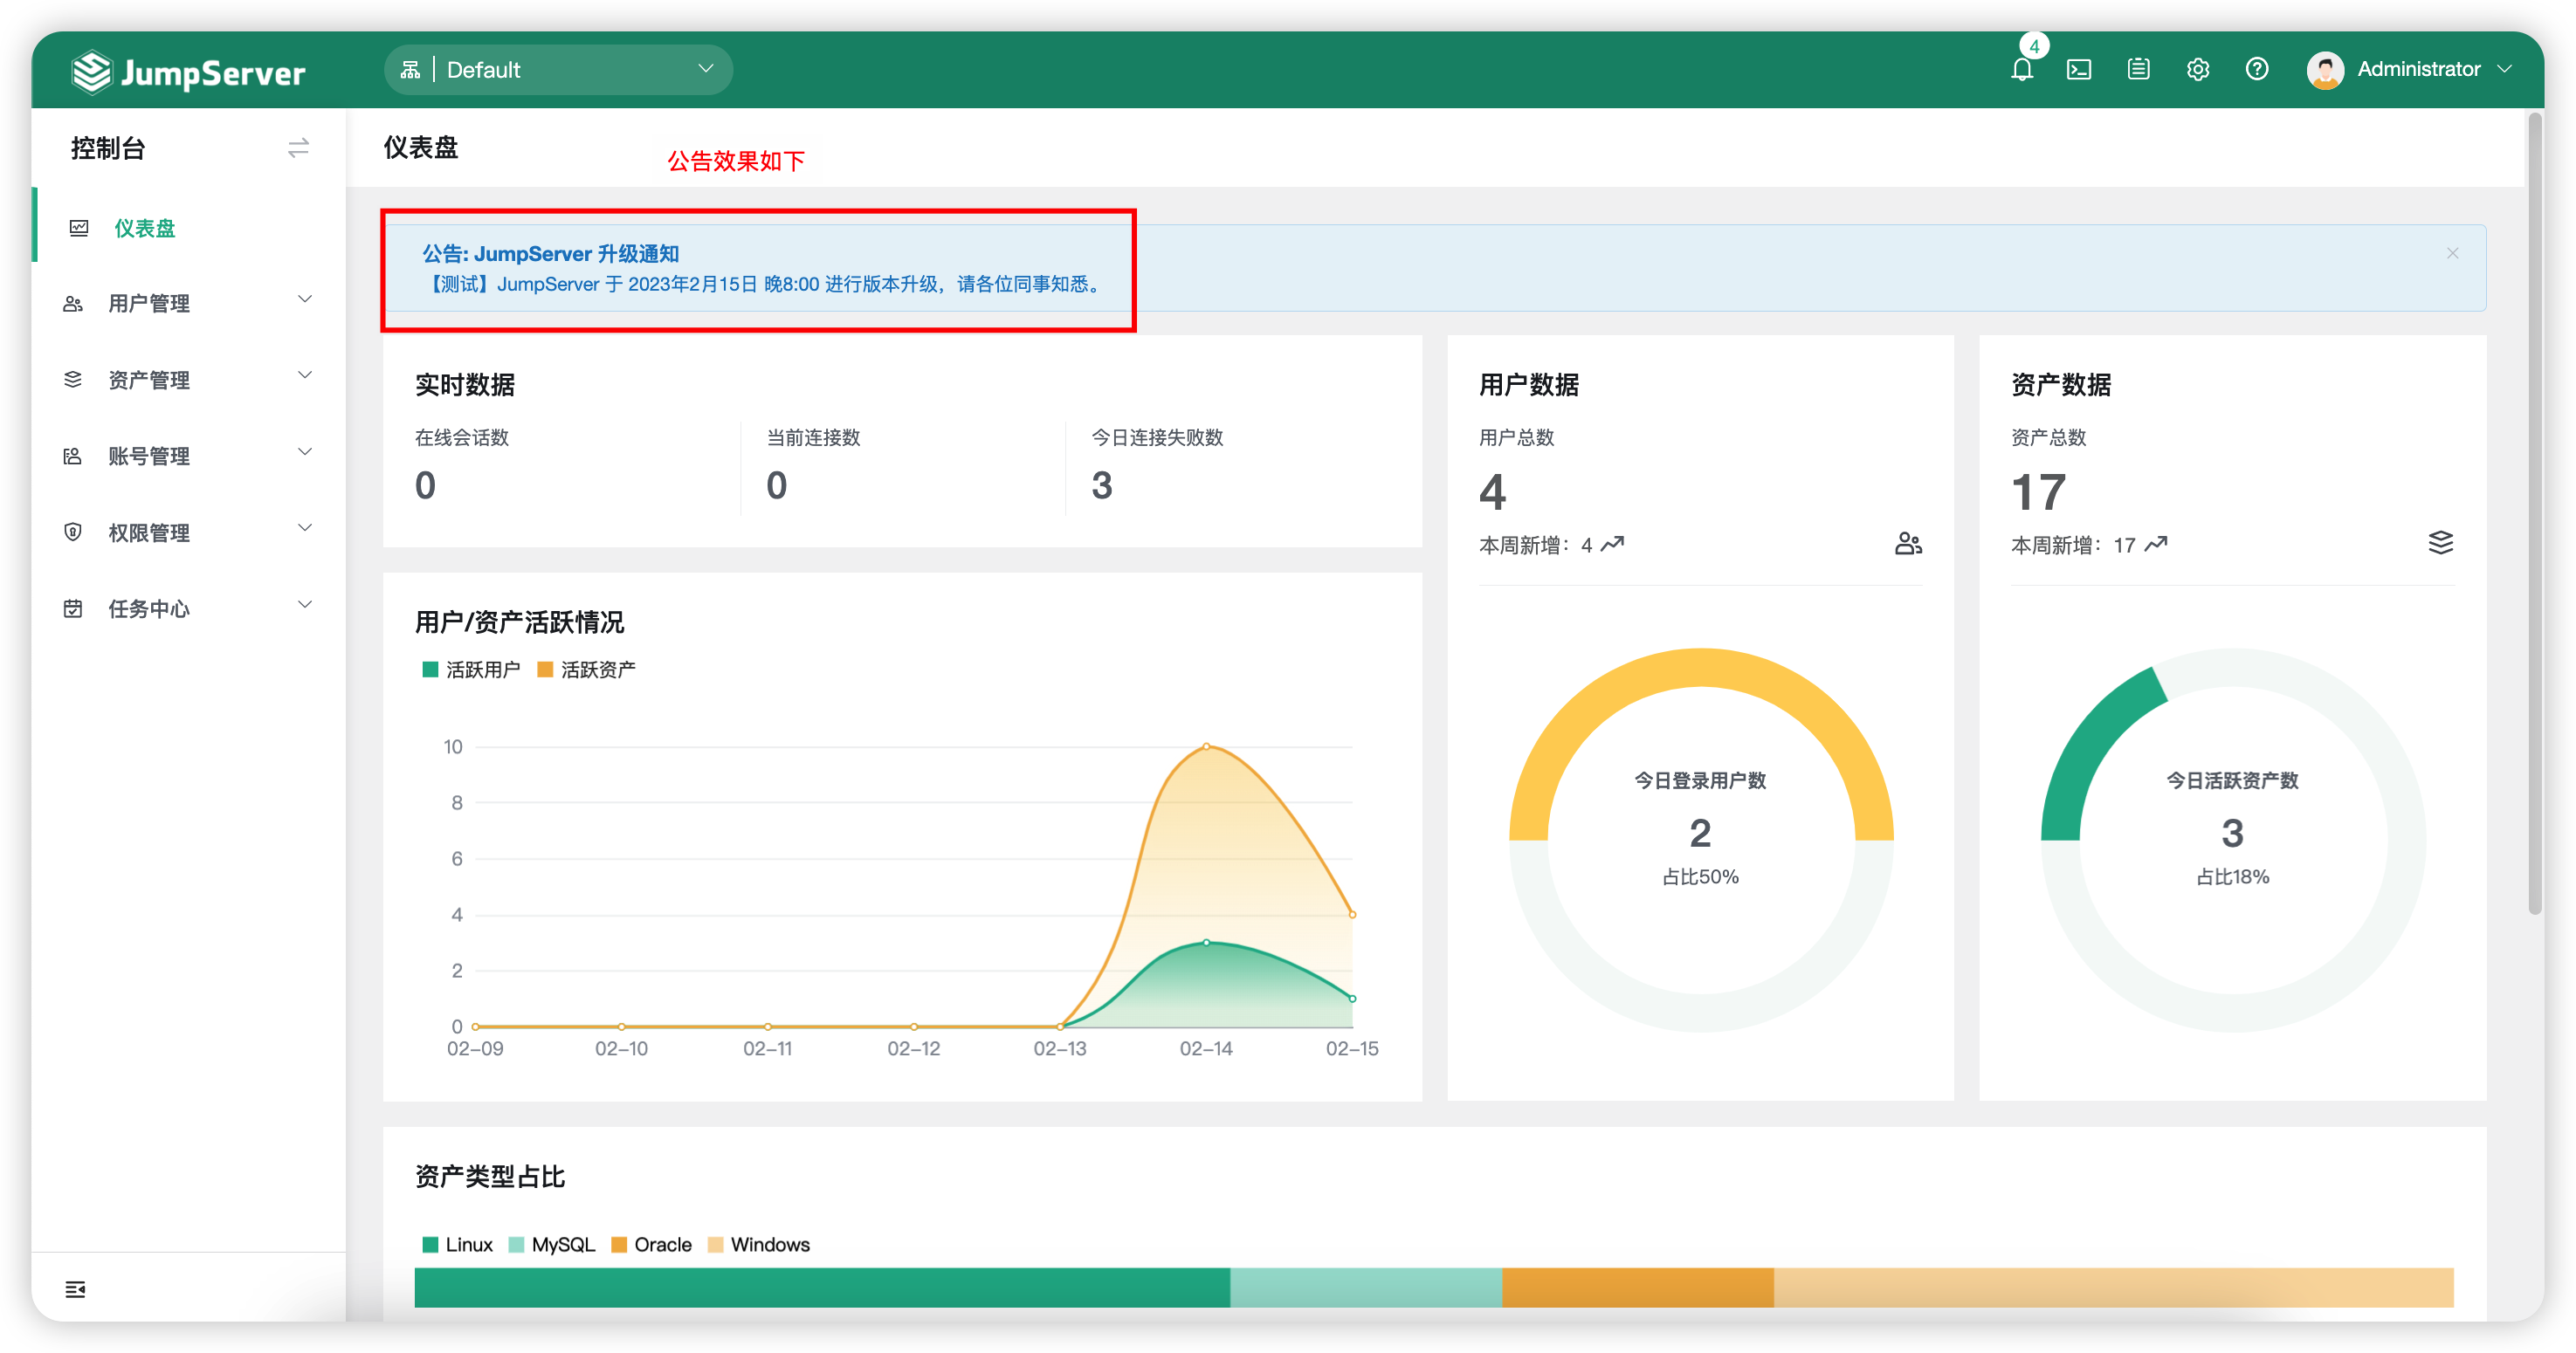 JumpServer
Default
4
Administrator
控制台
仪表盘
用户管理
资产管理
账号管理
权限管理
任务中心
仪表盘
公告效果如下
公告: JumpServer 升级通知
【测试】JumpServer 于 2023年2月15日 晚8:00 进行版本升级，请各位同事知悉。
实时数据
在线会话数
0
当前连接数
0
今日连接失败数
3
用户数据
用户总数
4
本周新增：4
今日登录用户数
2
占比50%
资产数据
资产总数
17
本周新增：17
今日活跃资产数
3
占比18%
用户/资产活跃情况
活跃用户 活跃资产
10
8
6
4
2
0
02-09 02-10 02-11 02-12 02-13 02-14 02-15
资产类型占比
Linux MySQL Oracle Windows